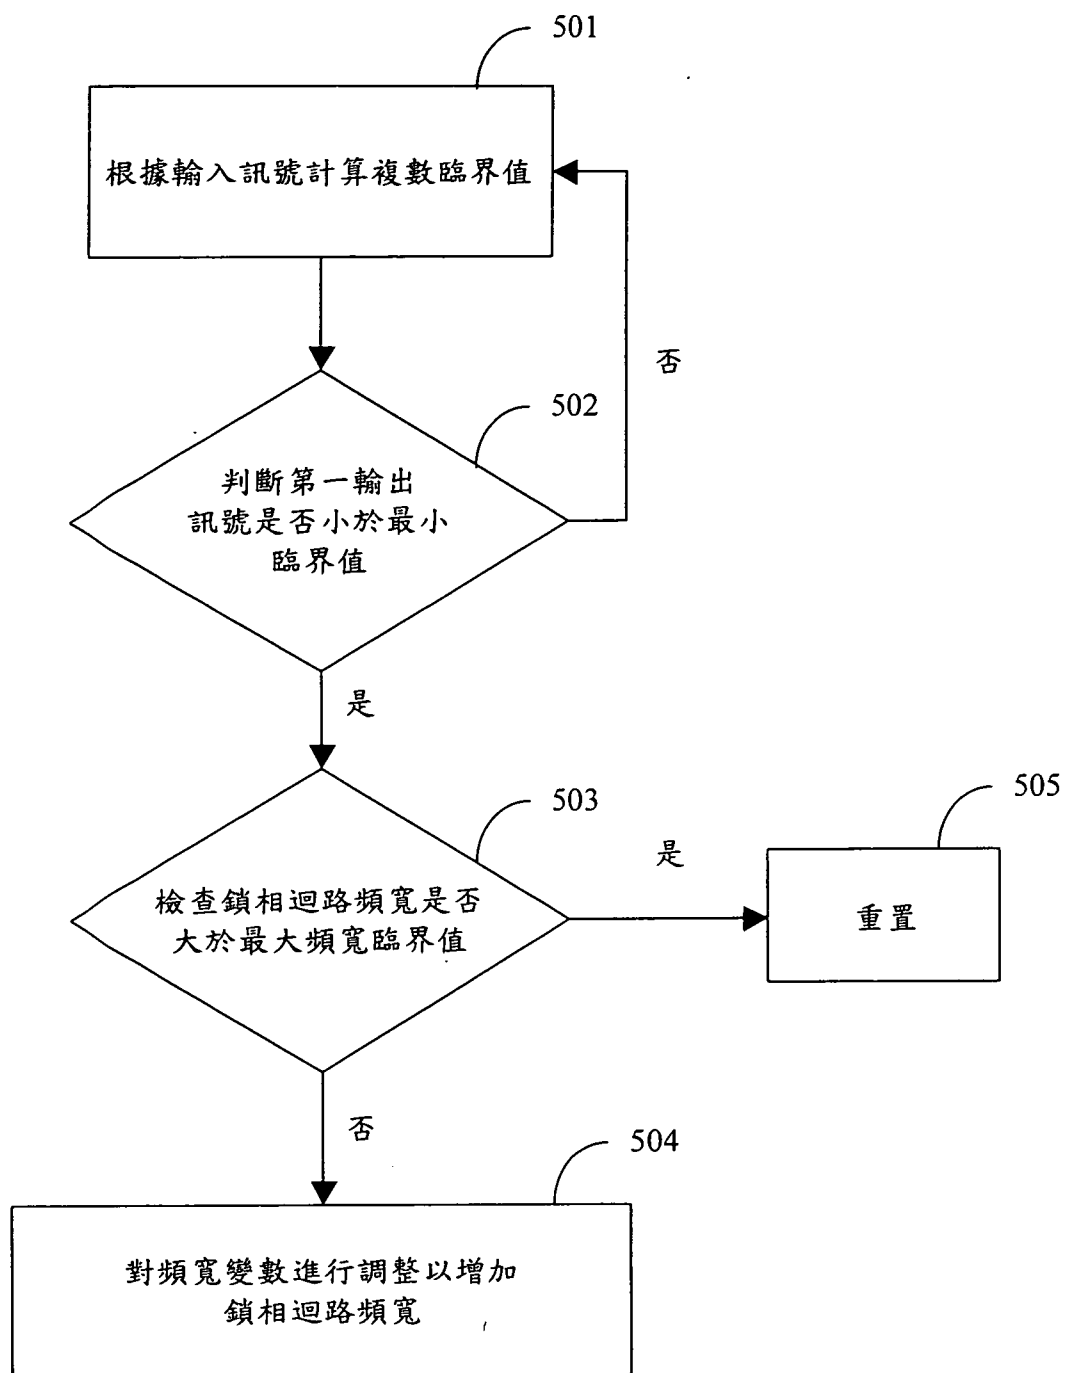 501
根據輸入訊號計算複數臨界值
否
502
判斷第一輸出
訊號是否小於最小
臨界值
是
503
檢查鎖相迴路頻寬是否
大於最大頻寬臨界值
是
505
重置
否
504
對頻寬變數進行調整以增加
鎖相迴路頻寬